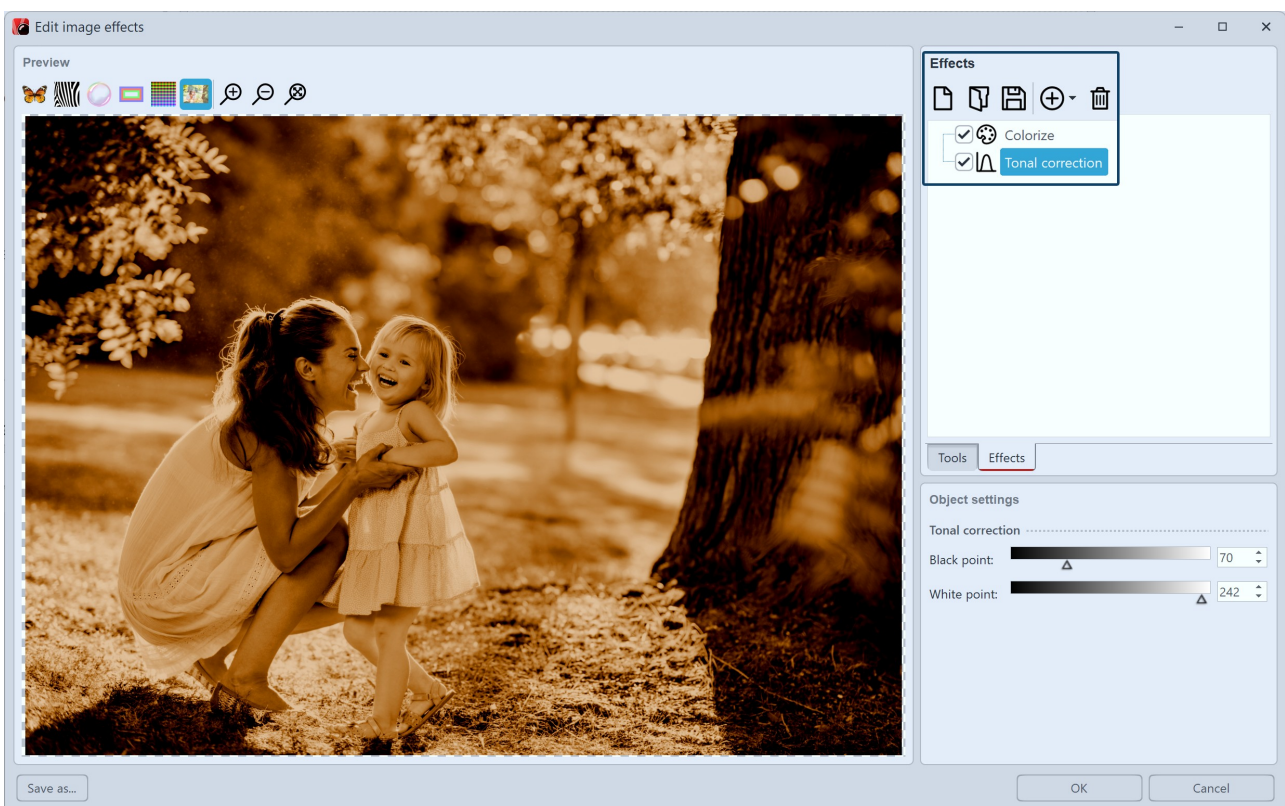 Edit image effects
Preview
Effects
Colorize
Tonal correction
Tools
Effects
Object settings
Tonal correction
Black point:
70
White point:
242
Save as...
OK
Cancel